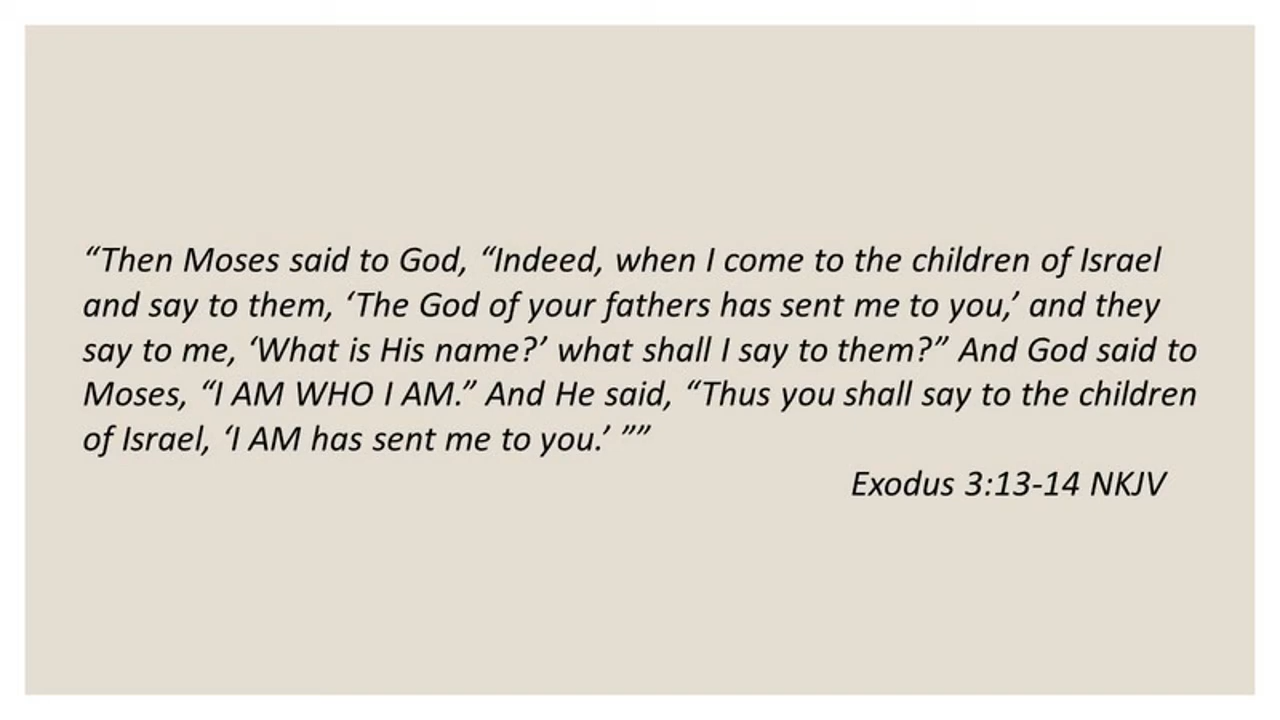 “Then Moses said to God, “Indeed, when I come to the children of Israel
and say to them, ‘The God of your fathers has sent me to you,’ and they
say to me, ‘What is His name?’ what shall I say to them?” And God said to
Moses, “I AM WHO I AM.” And He said, “Thus you shall say to the children
of Israel, ‘I AM has sent me to you.’ ””
Exodus 3:13-14 NKJV